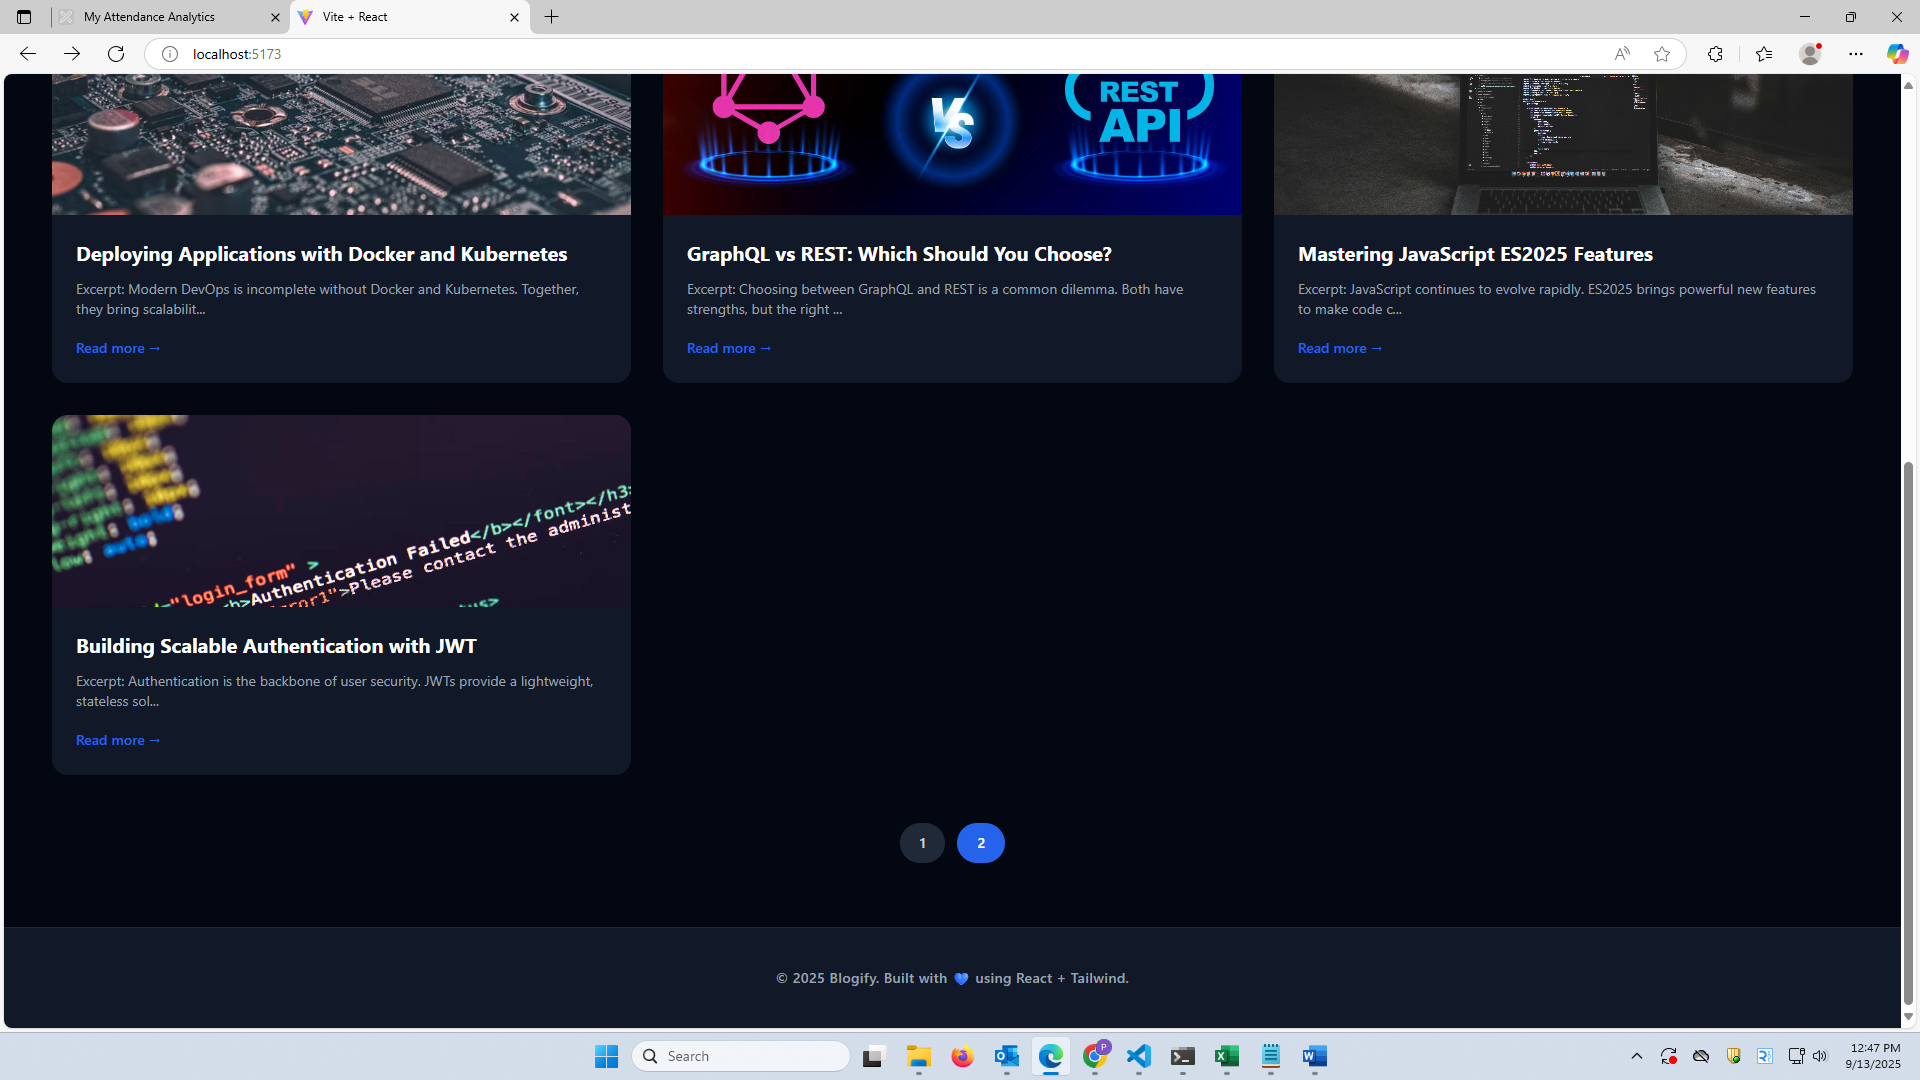 My Attendance Analytics
Vite + React
localhost:5173
REST
API
VS
Deploying Applications with Docker and Kubernetes
Excerpt: Modern DevOps is incomplete without Docker and Kubernetes. Together,
they bring scalabilit...
Read more →
GraphQL vs REST: Which Should You Choose?
Excerpt: Choosing between GraphQL and REST is a common dilemma. Both have
strengths, but the right ...
Read more →
Mastering JavaScript ES2025 Features
Excerpt: JavaScript continues to evolve rapidly. ES2025 brings powerful new features
to make code c...
Read more →
</b></font></h3>
Authentication Failed
Please contact the administ
"login_form" >
Building Scalable Authentication with JWT
Excerpt: Authentication is the backbone of user security. JWTs provide a lightweight,
stateless sol...
Read more →
1 2
© 2025 Blogify. Built with 💙 using React + Tailwind.
Search
12:47 PM
9/13/2025